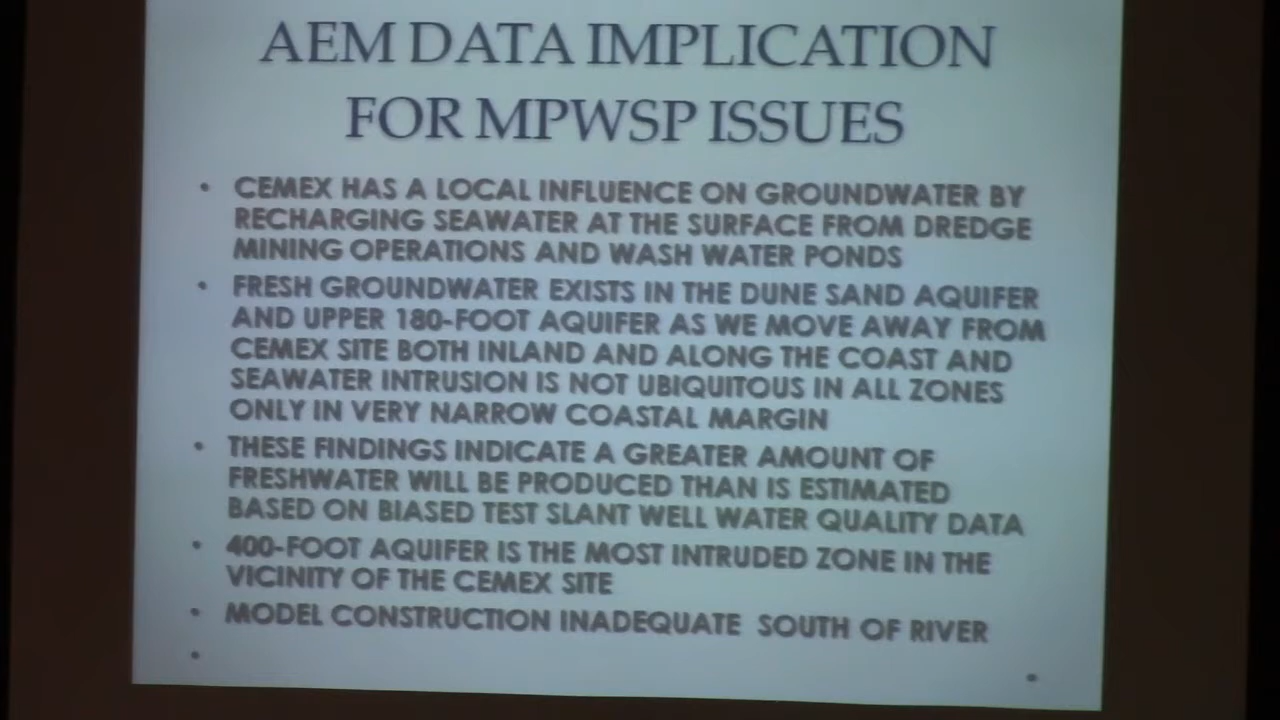 AEM DATA IMPLICATION
FOR MPWSP ISSUES
• CEMEX HAS A LOCAL INFLUENCE ON GROUNDWATER BY
RECHARGING SEAWATER AT THE SURFACE FROM DREDGE
MINING OPERATIONS AND WASH WATER PONDS
• FRESH GROUNDWATER EXISTS IN THE DUNE SAND AQUIFER
AND UPPER 180-FOOT AQUIFER AS WE MOVE AWAY FROM
CEMEX SITE BOTH INLAND AND ALONG THE COAST AND
SEAWATER INTRUSION IS NOT UBIQUITOUS IN ALL ZONES
ONLY IN VERY NARROW COASTAL MARGIN
• THESE FINDINGS INDICATE A GREATER AMOUNT OF
FRESHWATER WILL BE PRODUCED THAN IS ESTIMATED
BASED ON BIASED TEST SLANT WELL WATER QUALITY DATA
• 400-FOOT AQUIFER IS THE MOST INTRUDED ZONE IN THE
VICINITY OF THE CEMEX SITE
• MODEL CONSTRUCTION INADEQUATE SOUTH OF RIVER